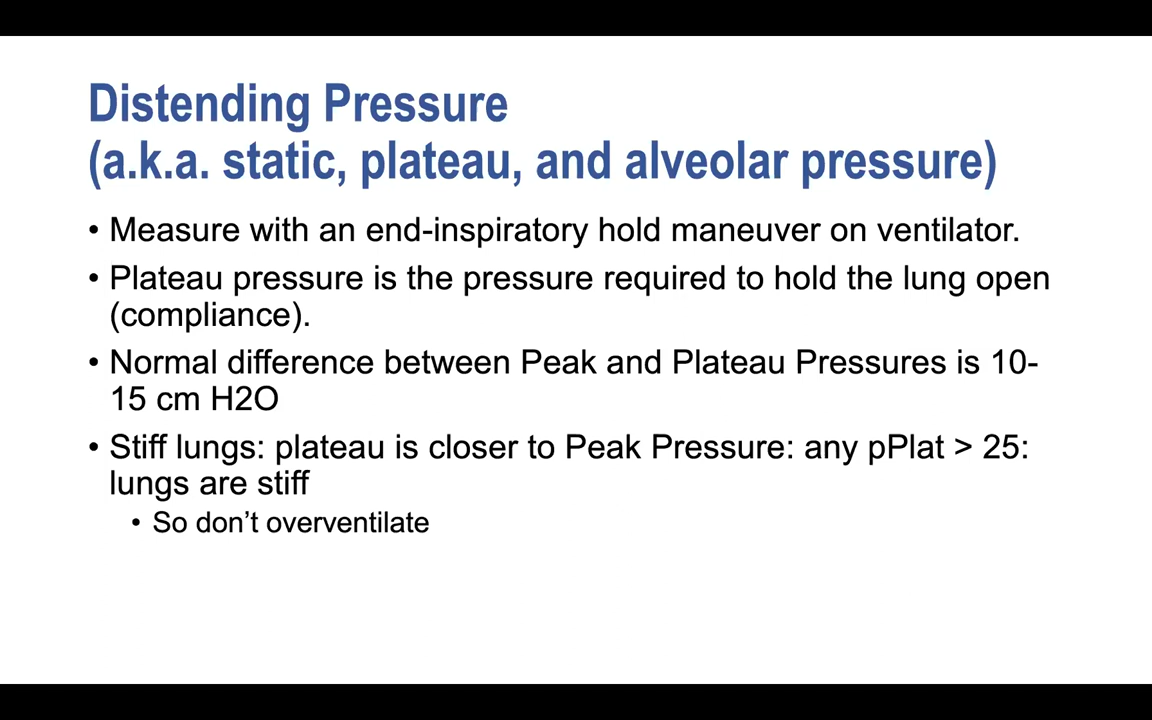 Distending Pressure
(a.k.a. static, plateau, and alveolar pressure)
• Measure with an end-inspiratory hold maneuver on ventilator.
• Plateau pressure is the pressure required to hold the lung open
(compliance).
• Normal difference between Peak and Plateau Pressures is 10-
15 cm H2O
• Stiff lungs: plateau is closer to Peak Pressure: any pPlat > 25:
lungs are stiff
• So don’t overventilate